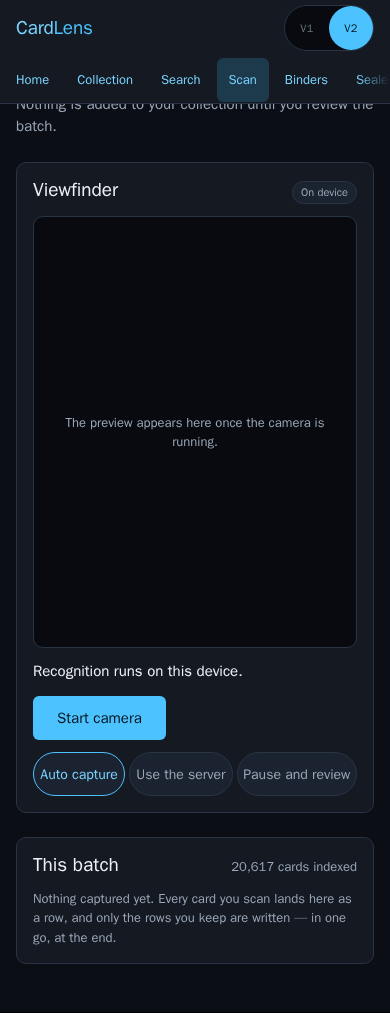 CardLens
V1
V2
Home
Collection
Search
Scan
Binders
Seale
Nothing is added to your collection until you review the
batch.
Viewfinder
On device
The preview appears here once the camera is
running.
Recognition runs on this device.
Start camera
Auto capture
Use the server
Pause and review
This batch
20,617 cards indexed
Nothing captured yet. Every card you scan lands here as
a row, and only the rows you keep are written — in one
go, at the end.